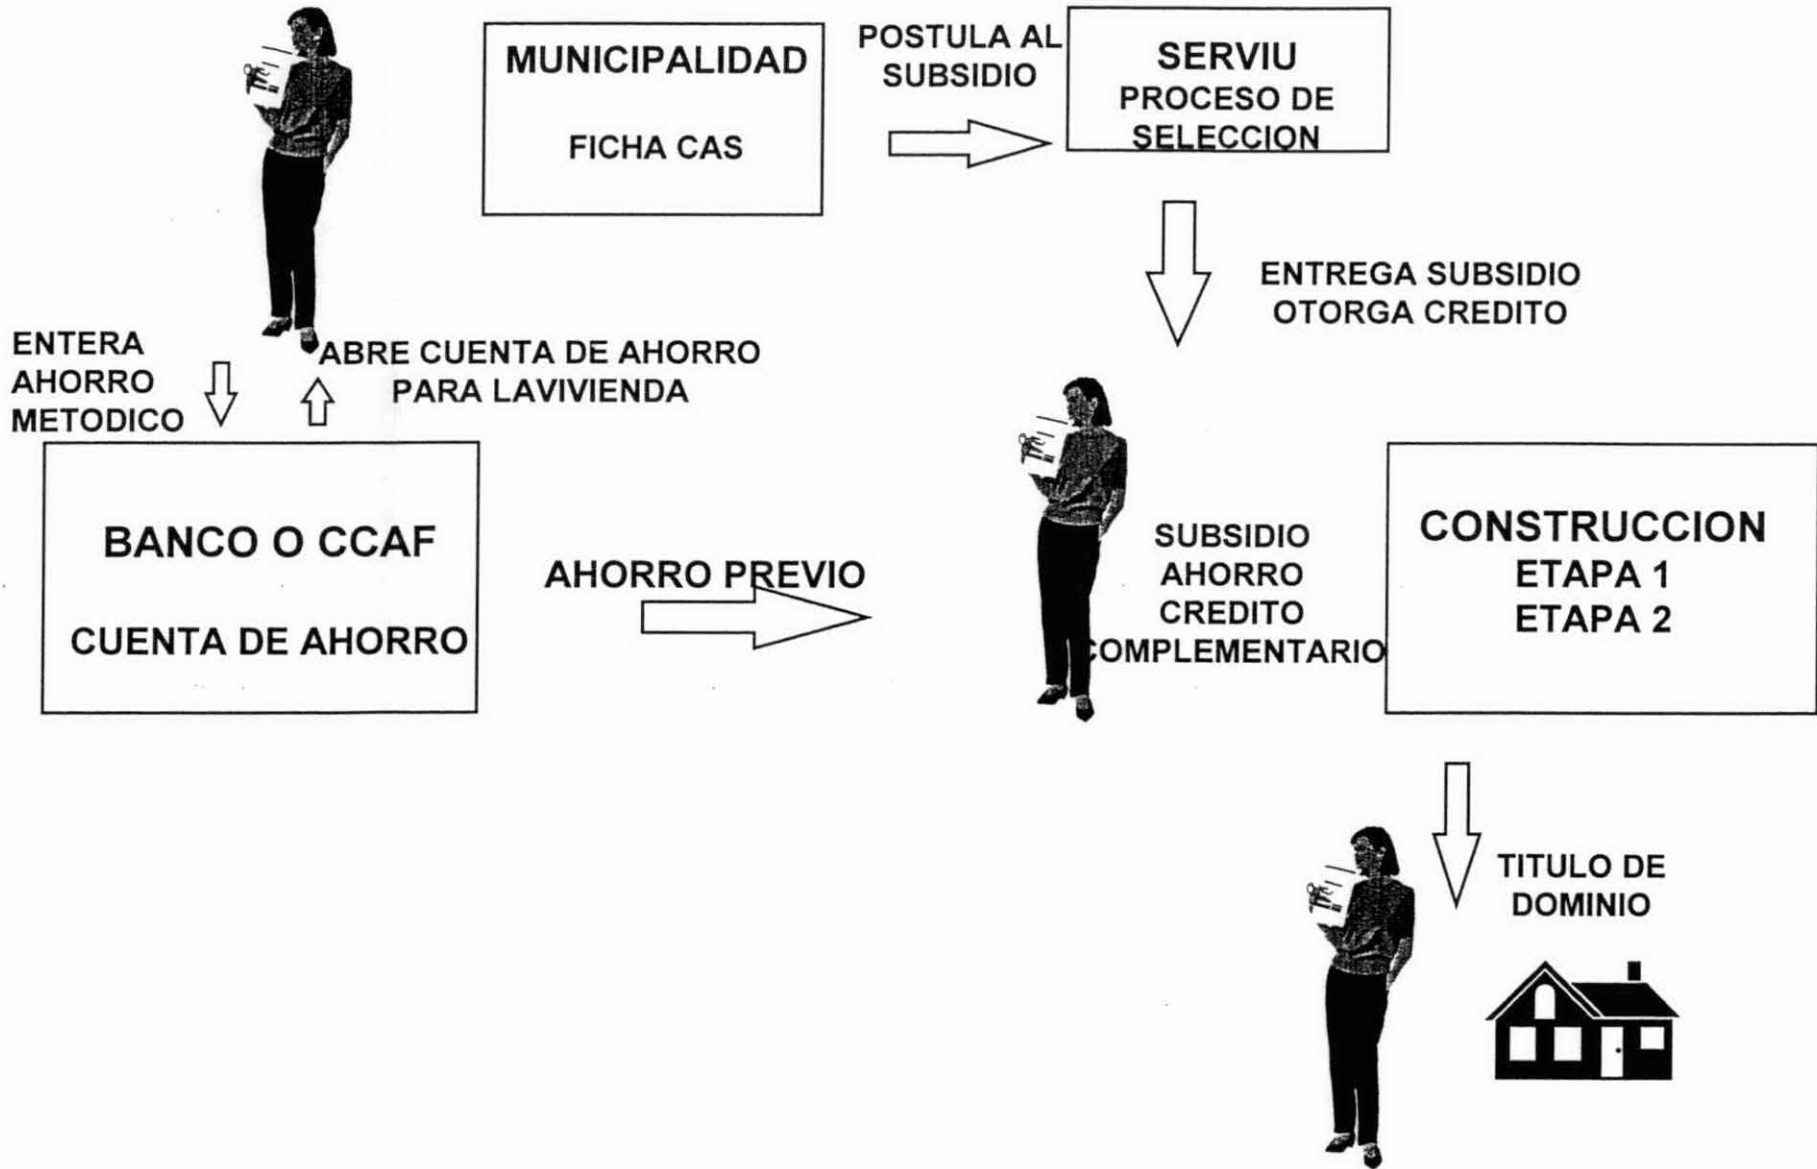 MUNICIPALIDAD
FICHA CAS
POSTULA AL
SUBSIDIO
SERVIU
PROCESO DE
SELECCION
ENTREGA SUBSIDIO
OTORGA CREDITO
ENTERA
AHORRO
METODICO
ABRE CUENTA DE AHORRO
PARA LAVIVIENDA
BANCO O CCAF
CUENTA DE AHORRO
AHORRO PREVIO
SUBSIDIO
AHORRO
CREDITO
COMPLEMENTARIO
CONSTRUCCION
ETAPA 1
ETAPA 2
TITULO DE
DOMINIO